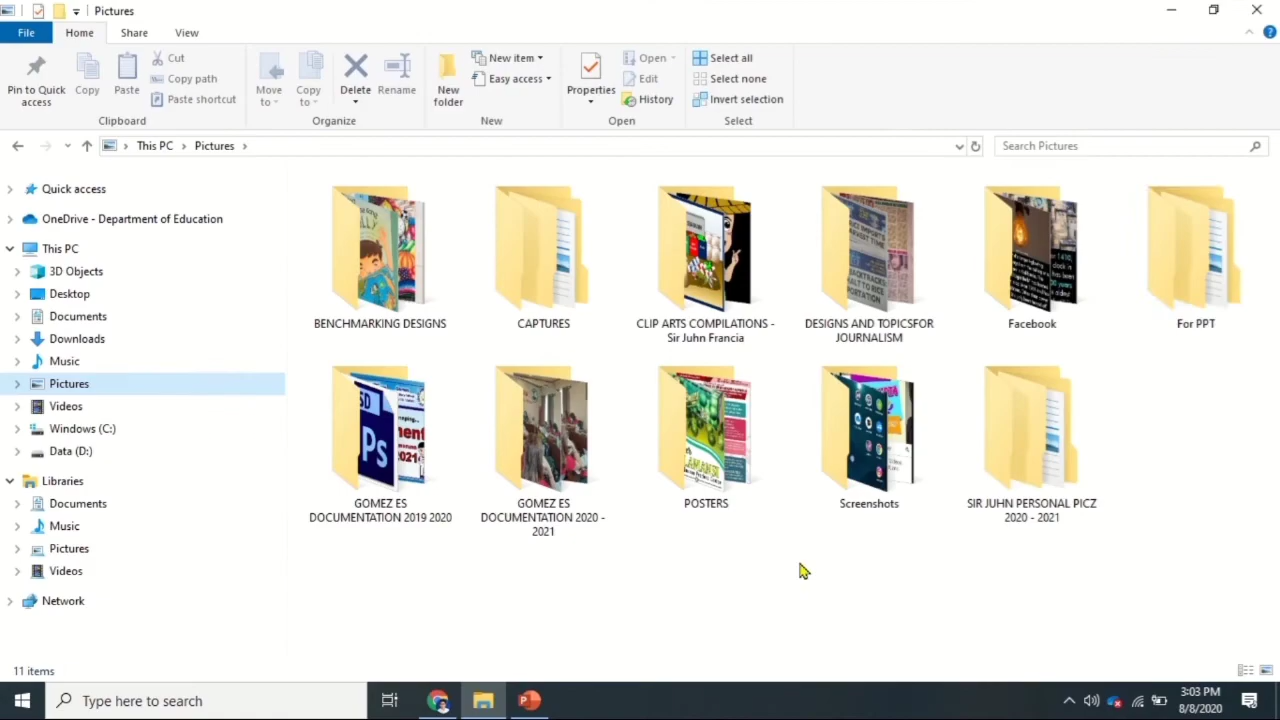 Pictures
File Home Share View
Pin to Quick access
Copy
Paste
Cut
Copy path
Paste shortcut
Clipboard
Move to
Copy to
Delete
Rename
Organize
New folder
New item
Easy access
New
Properties
Open
Edit
History
Open
Select all
Select none
Invert selection
Select
This PC Pictures
Search Pictures
Quick access
OneDrive - Department of Education
This PC
3D Objects
Desktop
Documents
Downloads
Music
Pictures
Videos
Windows (C:)
Data (D:)
Libraries
Documents
Music
Pictures
Videos
Network
BENCHMARKING DESIGNS
CAPTURES
CLIP ARTS COMPILATIONS -
Sir Juhn Francia
DESIGNS AND TOPICSFOR
JOURNALISM
Facebook
For PPT
GOMEZ ES
DOCUMENTATION 2019 2020
GOMEZ ES
DOCUMENTATION 2020 -
2021
POSTERS
Screenshots
SIR JUHN PERSONAL PICZ
2020 - 2021
Ps
11 items
Type here to search
3:03 PM
8/8/2020